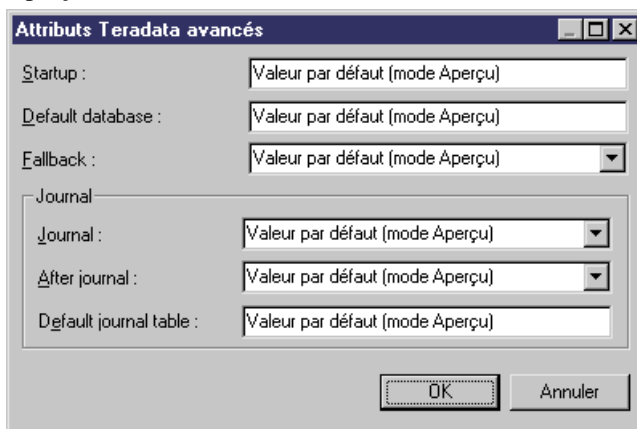 Attributs Teradata avancés
Startup : Valeur par défaut (mode Aperçu)
Default database : Valeur par défaut (mode Aperçu)
Fallback : Valeur par défaut (mode Aperçu)
Journal
Journal : Valeur par défaut (mode Aperçu)
After journal : Valeur par défaut (mode Aperçu)
Default journal table : Valeur par défaut (mode Aperçu)
OK Annuler